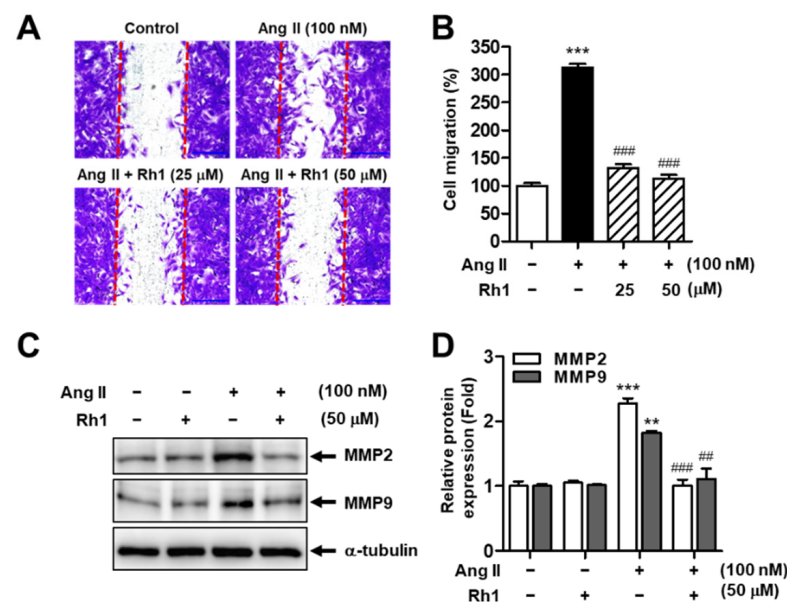 A
Control
Ang II (100 nM)
Ang II + Rh1 (25 μM)
Ang II + Rh1 (50 μM)
B
Cell migration (%)
350
300
250
200
150
100
50
0
***
###
###
Ang II − + + + (100 nM)
Rh1 − − 25 50 (μM)
C
Ang II − − + + (100 nM)
Rh1 − + − + (50 μM)
MMP2
MMP9
α-tubulin
D
Relative protein
expression (Fold)
3
2
1
0
MMP2
MMP9
***
**
###
##
Ang II − − + + (100 nM)
Rh1 − + − + (50 μM)